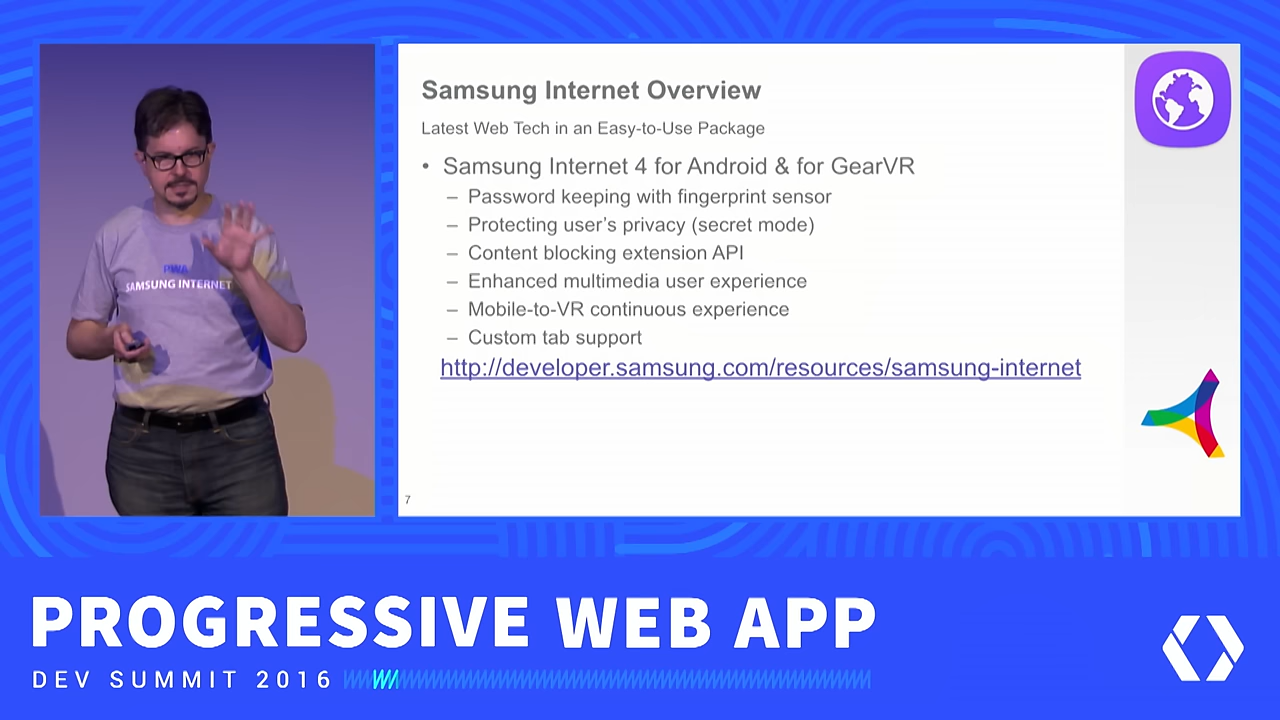 PWA
SAMSUNG INTERNET
Samsung Internet Overview
Latest Web Tech in an Easy-to-Use Package
• Samsung Internet 4 for Android & for GearVR
– Password keeping with fingerprint sensor
– Protecting user's privacy (secret mode)
– Content blocking extension API
– Enhanced multimedia user experience
– Mobile-to-VR continuous experience
– Custom tab support
http://developer.samsung.com/resources/samsung-internet
7
PROGRESSIVE WEB APP
DEV SUMMIT 2016